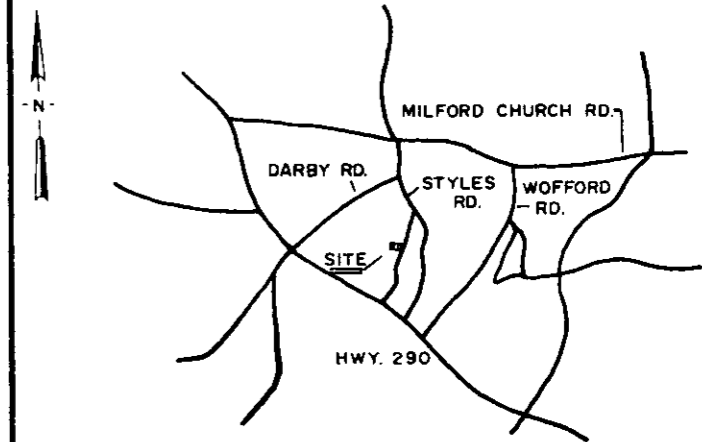 -N-
MILFORD CHURCH RD.
DARBY RD.
STYLES
RD.
WOFFORD
RD.
SITE
HWY. 290